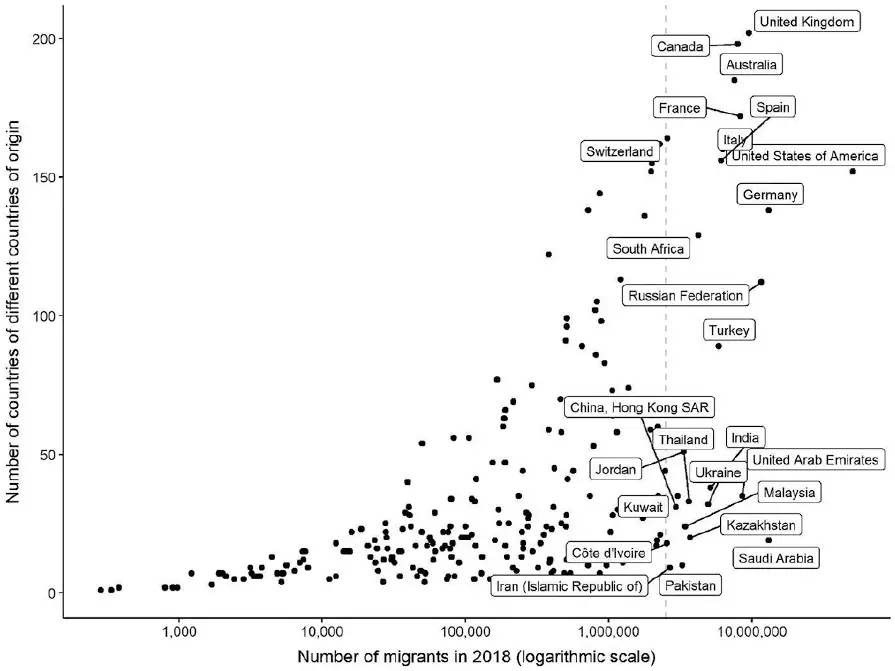 United Kingdom
200
Canada
Australia
France
Spain
Italy
Switzerland
United States of America
150
Germany
South Africa
Russian Federation
100
Turkey
China, Hong Kong SAR
India
Thailand
50
United Arab Emirates
Jordan
Ukraine
Malaysia
Kuwait
Kazakhstan
Côte d'Ivoire
Saudi Arabia
Iran (Islamic Republic of)
Pakistan
0
1,000
10,000
100,000
1,000,000
10,000,000
Number of migrants in 2018 (logarithmic scale)
Number of countries of different countries of origin